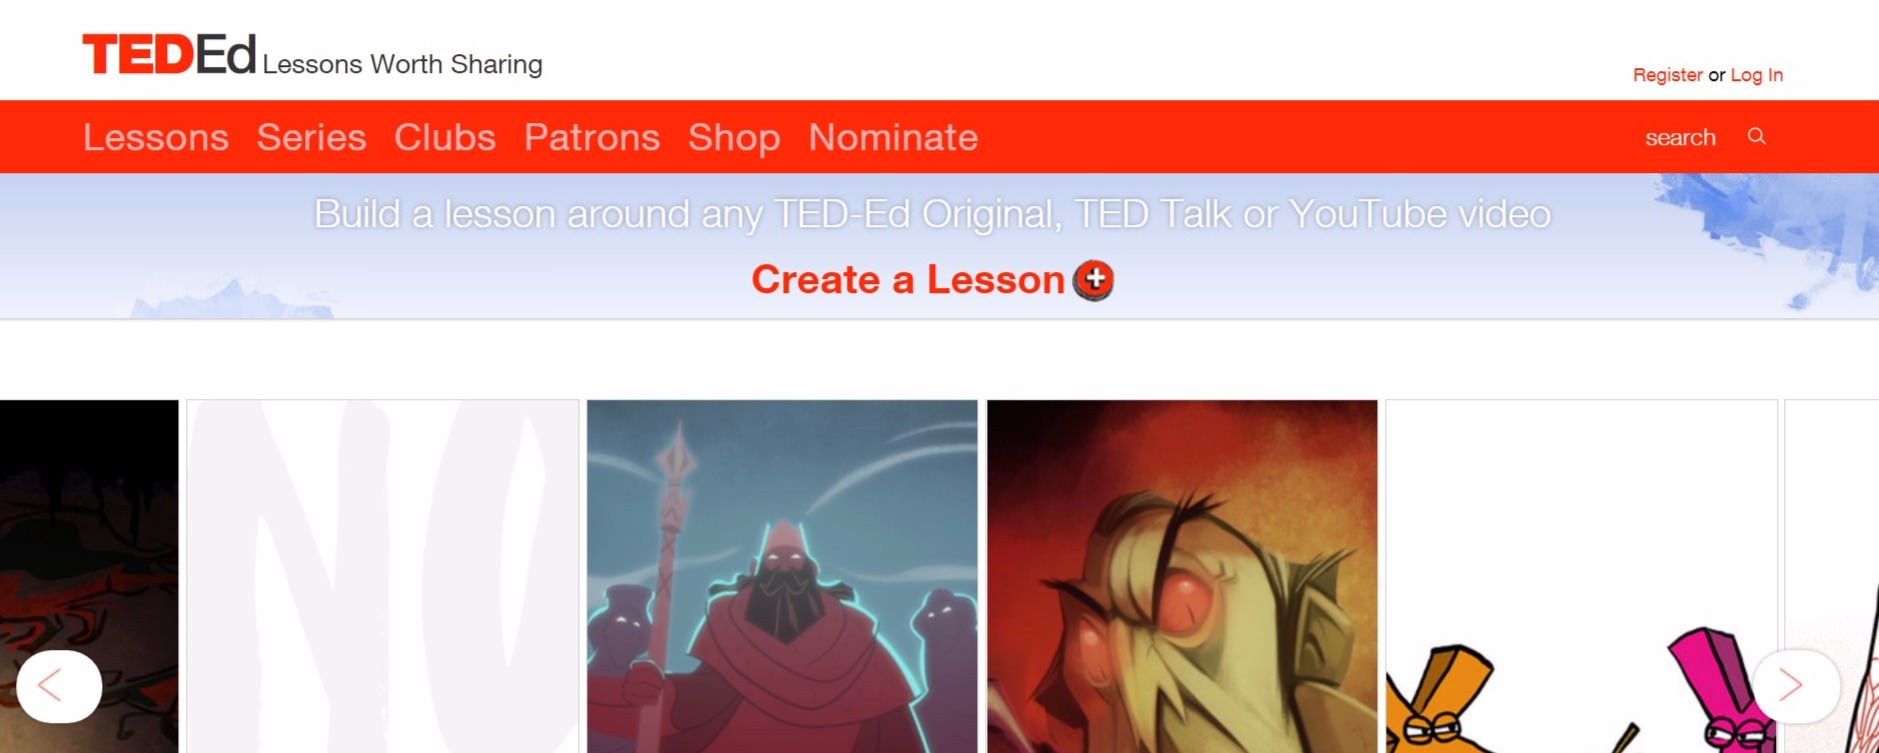 TEDEd Lessons Worth Sharing
Register or Log In
Lessons Series Clubs Patrons Shop Nominate search
Build a lesson around any TED-Ed Original, TED Talk or YouTube video
Create a Lesson
NO